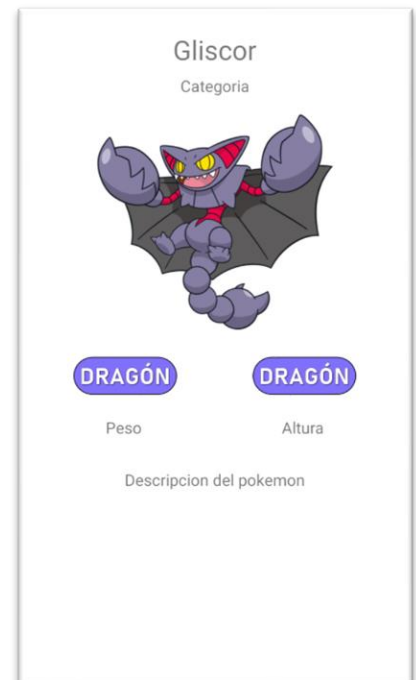 Gliscor
Categoria
DRAGÓN DRAGÓN
Peso Altura
Descripcion del pokemon